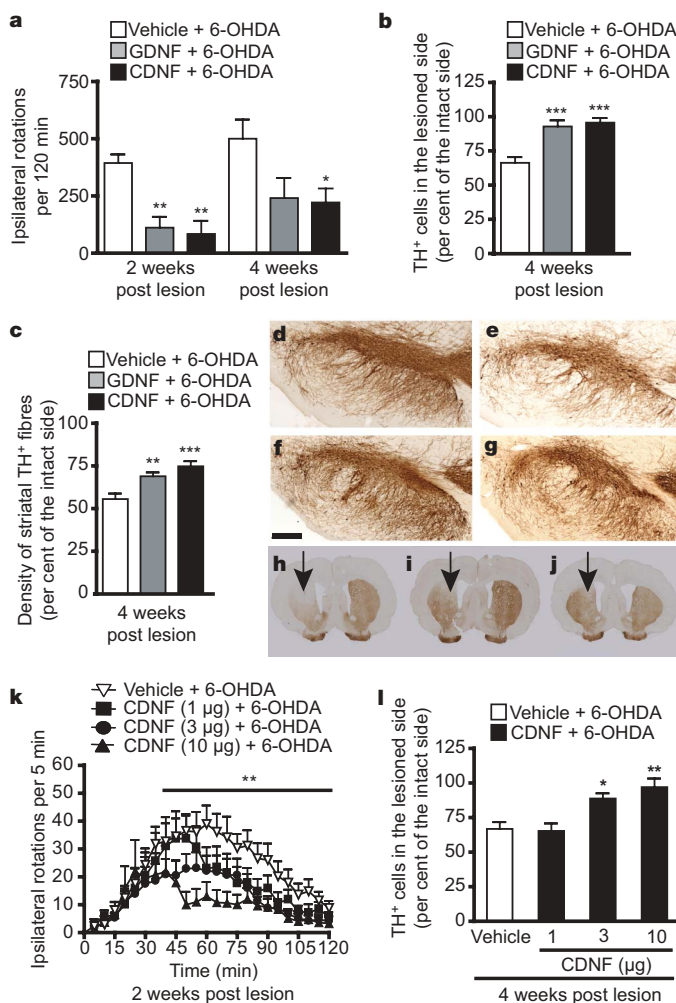 a
Vehicle + 6-OHDA
GDNF + 6-OHDA
CDNF + 6-OHDA
Ipsilateral rotations
per 120 min
750
500
250
0
**
**
*
2 weeks
post lesion
4 weeks
post lesion
b
Vehicle + 6-OHDA
GDNF + 6-OHDA
CDNF + 6-OHDA
TH⁺ cells in the lesioned side
(per cent of the intact side)
125
100
75
50
25
0
***
***
4 weeks
post lesion
c
Vehicle + 6-OHDA
GDNF + 6-OHDA
CDNF + 6-OHDA
Density of striatal TH⁺ fibres
(per cent of the intact side)
100
75
50
25
0
**
***
4 weeks
post lesion
d
e
f
g
h
i
j
k
Vehicle + 6-OHDA
CDNF (1 µg) + 6-OHDA
CDNF (3 µg) + 6-OHDA
CDNF (10 µg) + 6-OHDA
Ipsilateral rotations per 5 min
60
50
40
30
20
10
0
**
0 15 30 45 60 75 90 105 120
Time (min)
2 weeks post lesion
l
Vehicle + 6-OHDA
CDNF + 6-OHDA
TH⁺ cells in the lesioned side
(per cent of the intact side)
125
100
75
50
25
0
*
**
Vehicle 1 3 10
CDNF (µg)
4 weeks post lesion